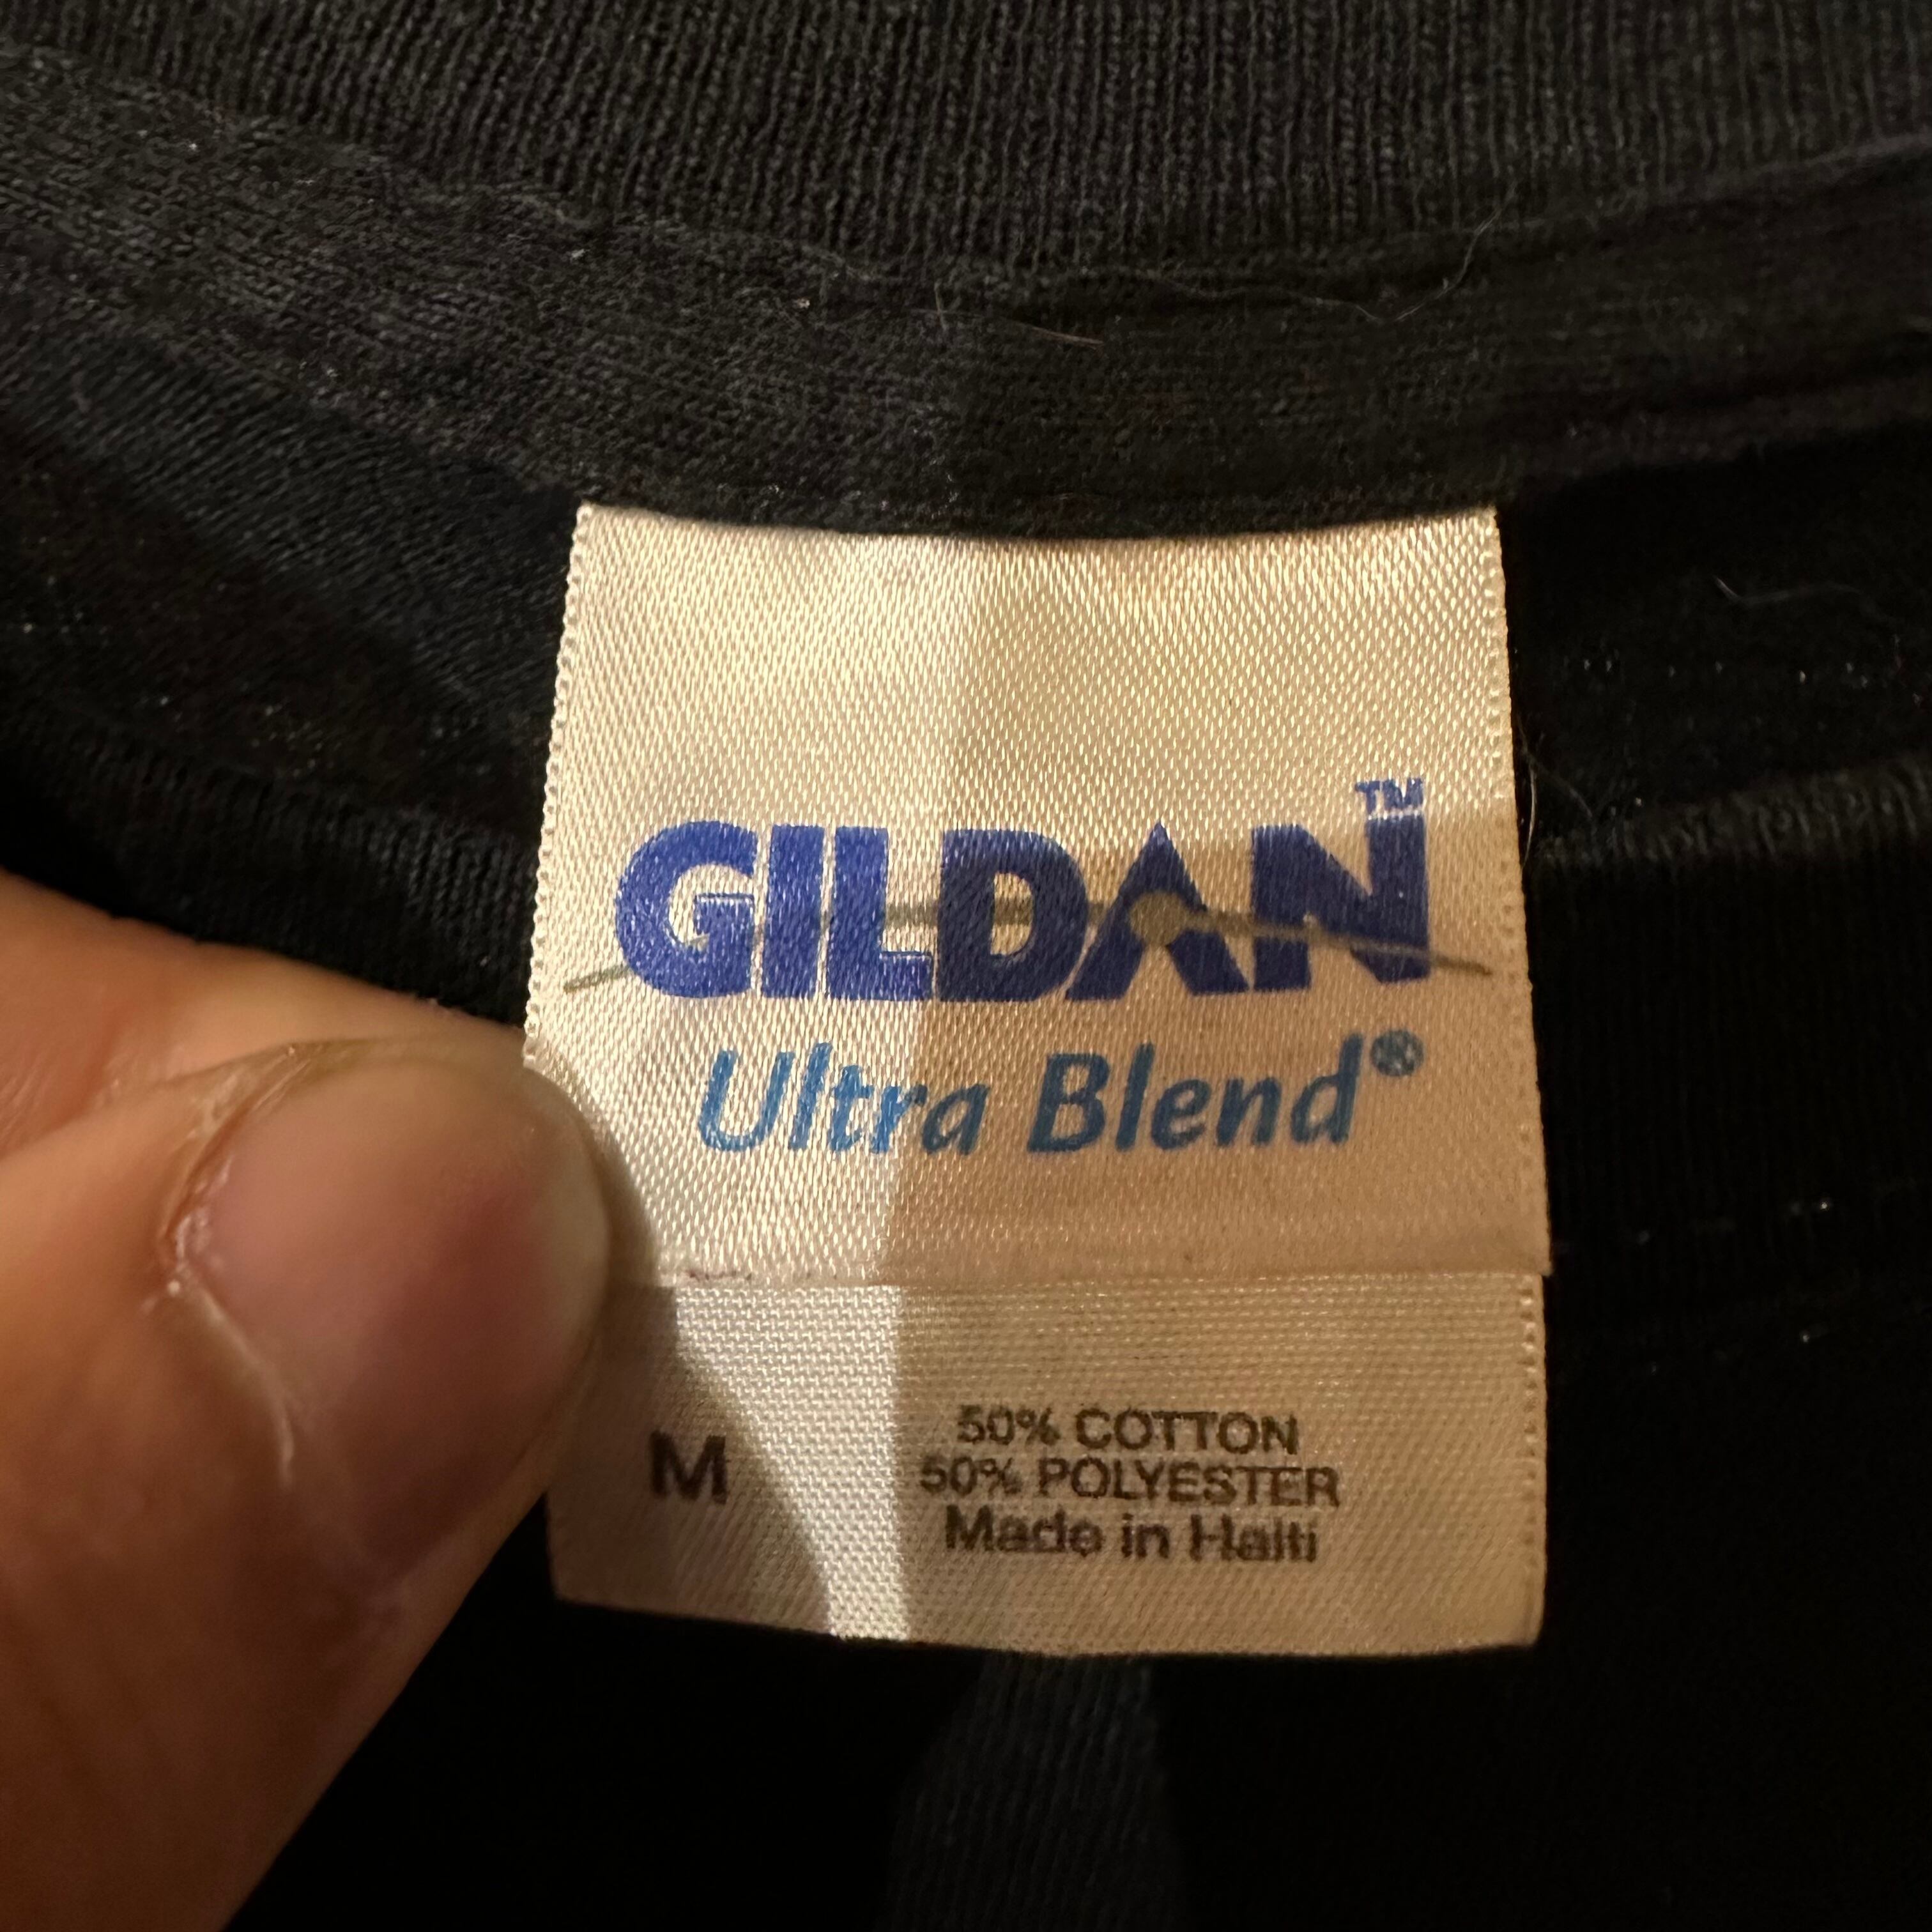 GILDAN™
Ultra Blend®
M
50% COTTON
50% POLYESTER
Made in Haiti